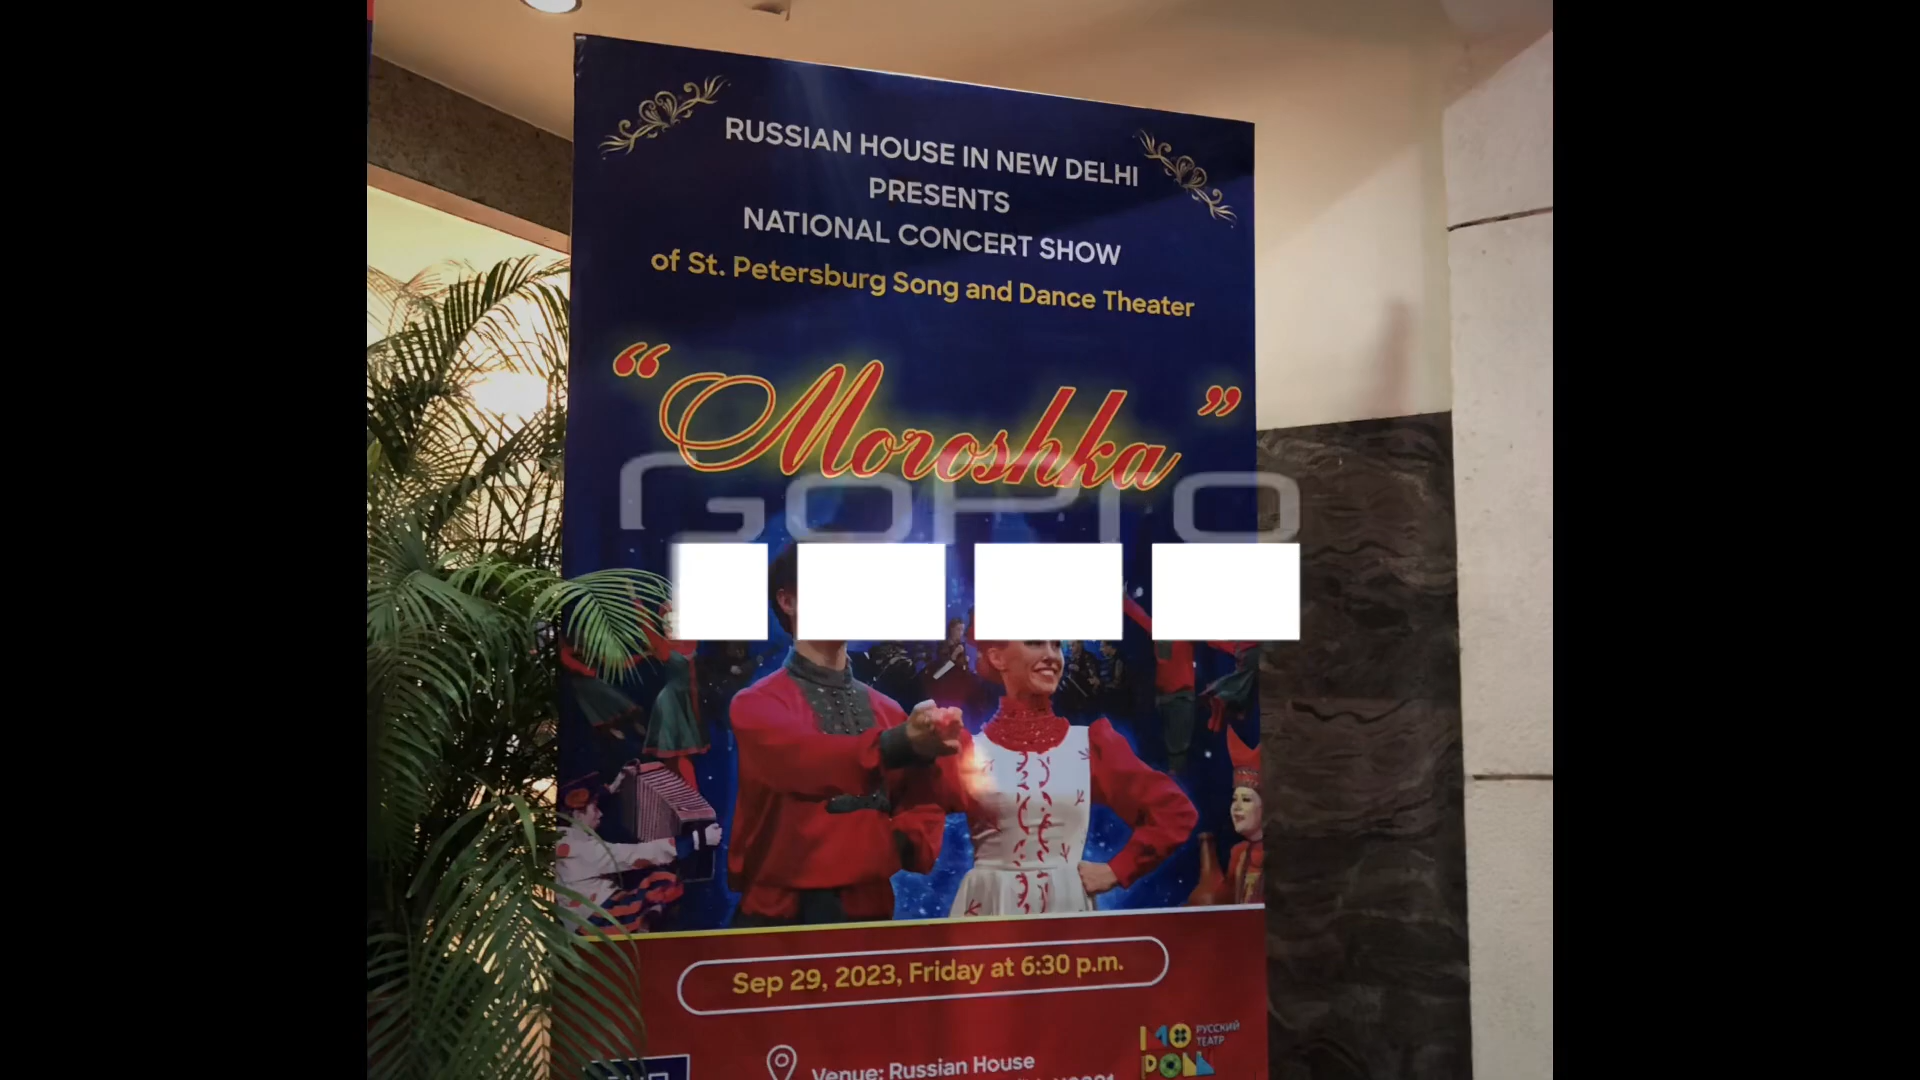 RUSSIAN HOUSE IN NEW DELHI
PRESENTS
NATIONAL CONCERT SHOW
of St. Petersburg Song and Dance Theater
“Moroshka”
GoPro
Sep 29, 2023, Friday at 6:30 p.m.
РУССКИЙ
ТЕАТР
Venue: Russian House